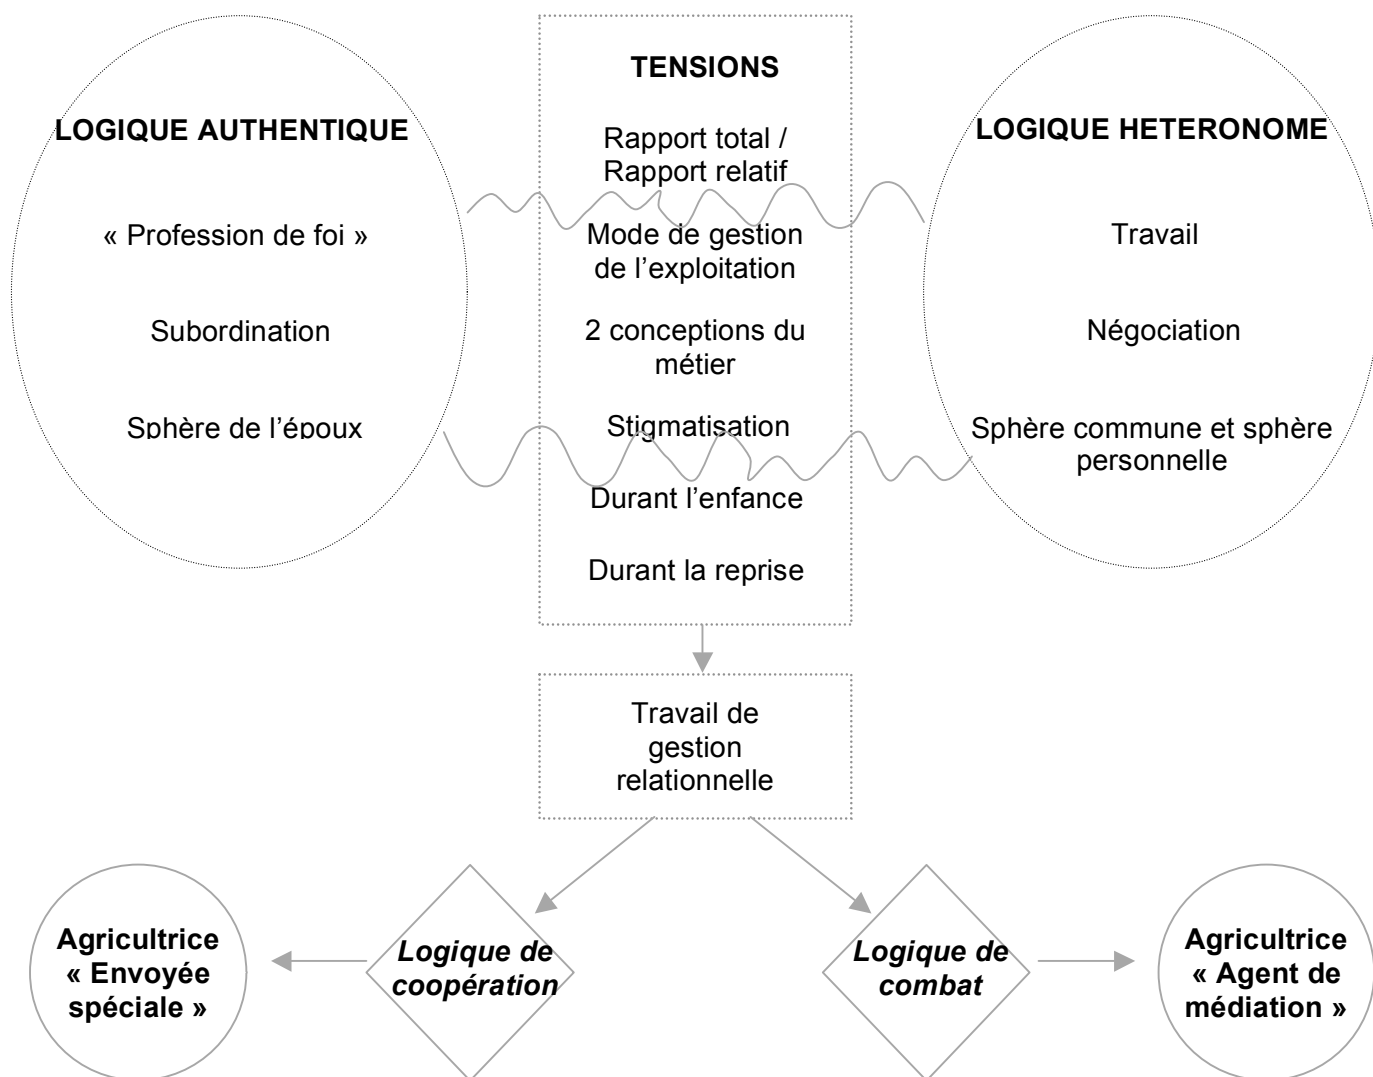 LOGIQUE AUTHENTIQUE
« Profession de foi »
Subordination
Sphère de l’époux
TENSIONS
Rapport total /
Rapport relatif
Mode de gestion
de l’exploitation
2 conceptions du
métier
Stigmatisation
Durant l’enfance
Durant la reprise
LOGIQUE HETERONOME
Travail
Négociation
Sphère commune et sphère
personnelle
Travail de
gestion
relationnelle
Agricultrice
« Envoyée
spéciale »
Logique de
coopération
Logique de
combat
Agricultrice
« Agent de
médiation »